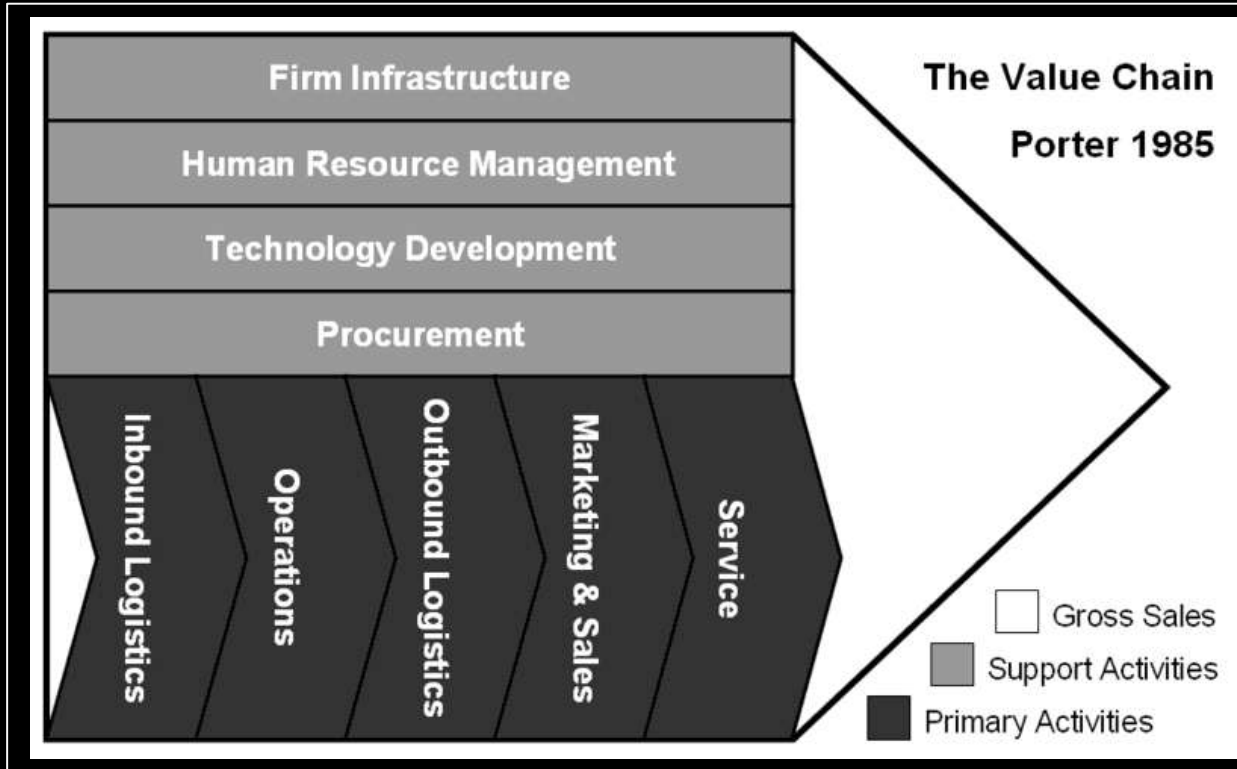 Firm Infrastructure
Human Resource Management
Technology Development
Procurement
Inbound Logistics
Operations
Outbound Logistics
Marketing & Sales
Service
The Value Chain
Porter 1985
Gross Sales
Support Activities
Primary Activities